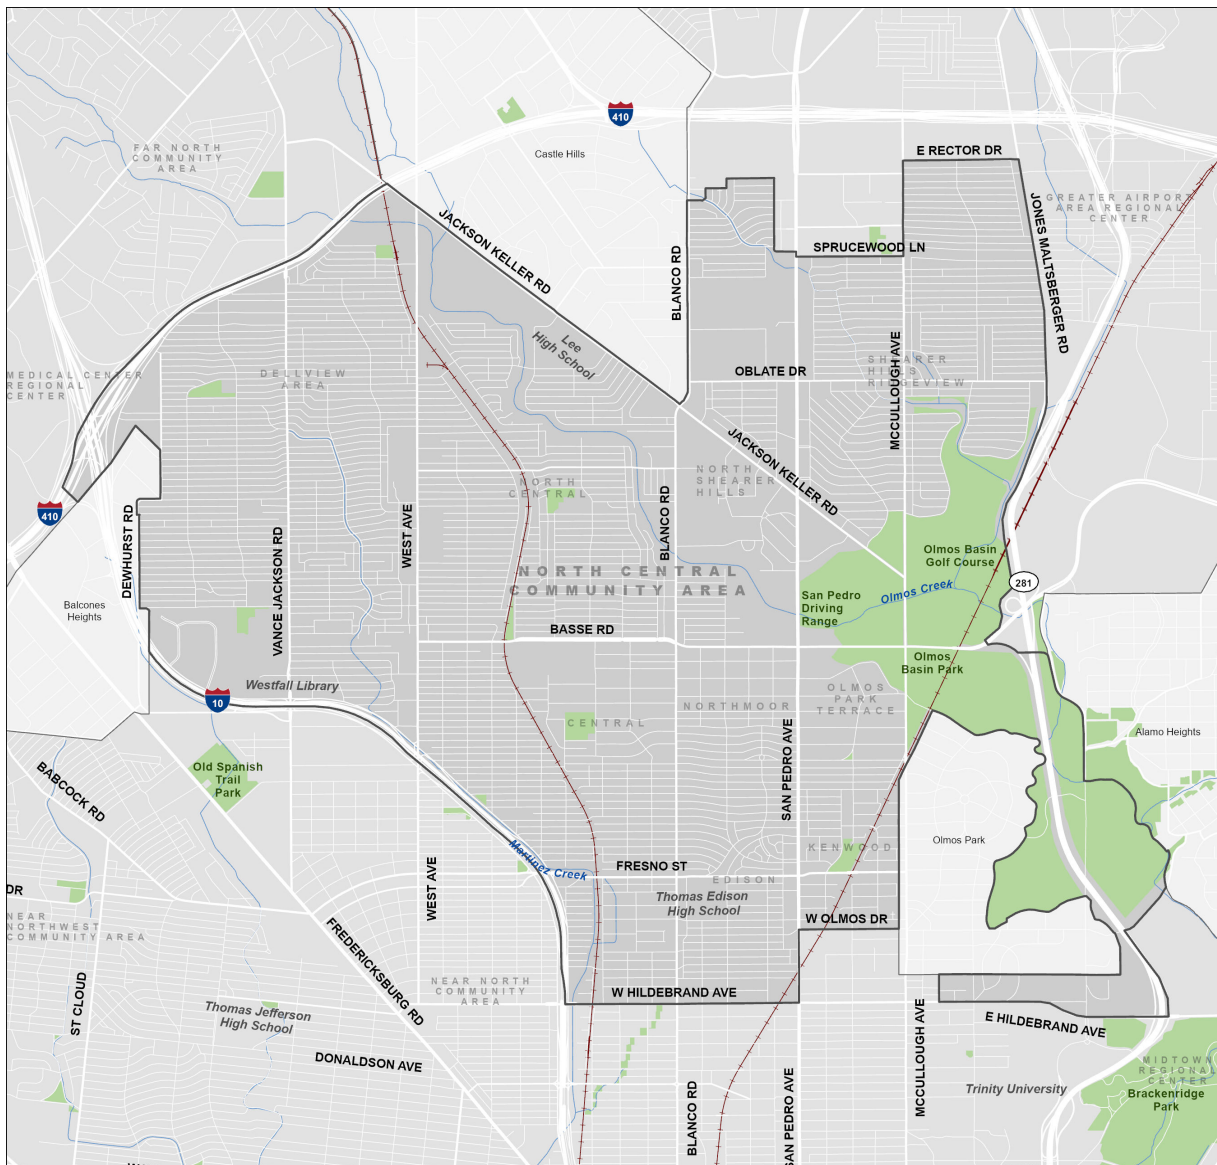 410
E RECTOR DR
FAR NORTH
COMMUNITY
AREA
Castle Hills
JACKSON KELLER RD
GREATER AIRPORT
AREA REGIONAL
CENTER
JONES MALTSBERGER RD
BLANCO RD
SPRUCEWOOD LN
Lee
High School
MCCULLOUGH AVE
SHEARER
HILLS
RIDGEVIEW
MEDICAL CENTER
REGIONAL
CENTER
DELLVIEW
AREA
OBLATE DR
JACKSON KELLER RD
NORTH
SHEARER
HILLS
NORTH
CENTRAL
410
DEWHURST RD
VANCE JACKSON RD
WEST AVE
BLANCO RD
Olmos Basin
Golf Course
NORTH CENTRAL
COMMUNITY AREA
281
Olmos Creek
San Pedro
Driving
Range
Balcones
Heights
BASSE RD
Olmos
Basin Park
Westfall Library
10
OLMOS
PARK
TERRACE
NORTHMOOR
CENTRAL
SAN PEDRO AVE
Alamo Heights
Old Spanish
Trail
Park
BABCOCK RD
Olmos Park
KENWOOD
Martinez Creek
FRESNO ST
EDISON
Thomas Edison
High School
WEST AVE
DR
W OLMOS DR
NEAR
NORTHWEST
COMMUNITY AREA
FREDERICKSBURG RD
NEAR NORTH
COMMUNITY
AREA
W HILDEBRAND AVE
ST CLOUD
Thomas Jefferson
High School
E HILDEBRAND AVE
MCCULLOUGH AVE
DONALDSON AVE
MIDTOWN
REGIONAL
CENTER
Trinity University
Brackenridge
Park
BLANCO RD
SAN PEDRO AVE